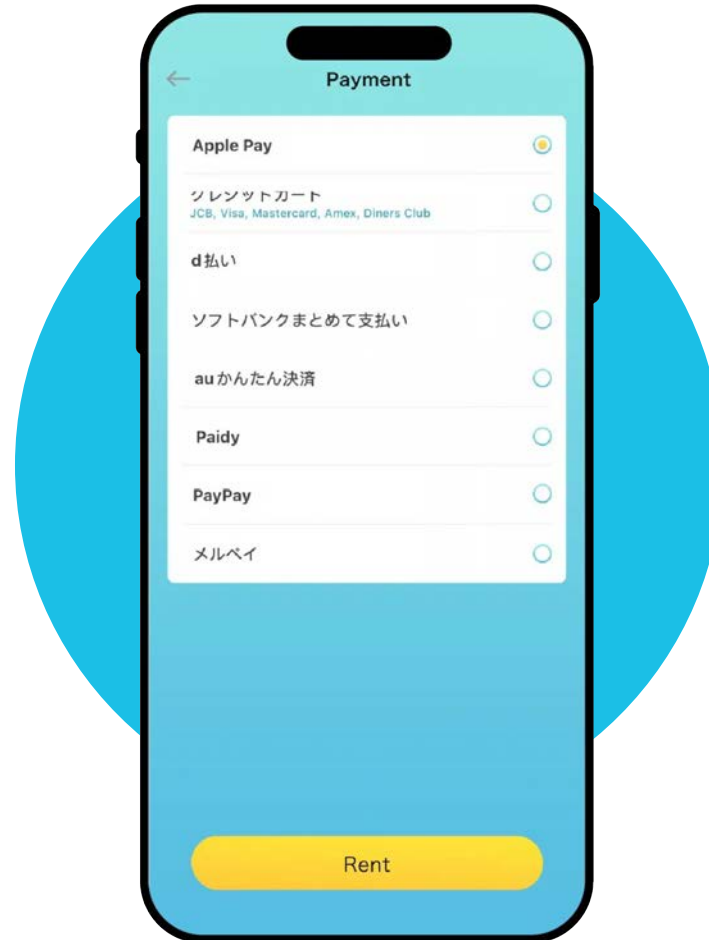 Payment
Apple Pay
クレジットカード
JCB, Visa, Mastercard, Amex, Diners Club
d払い
ソフトバンクまとめて支払い
auかんたん決済
Paidy
PayPay
メルペイ
Rent